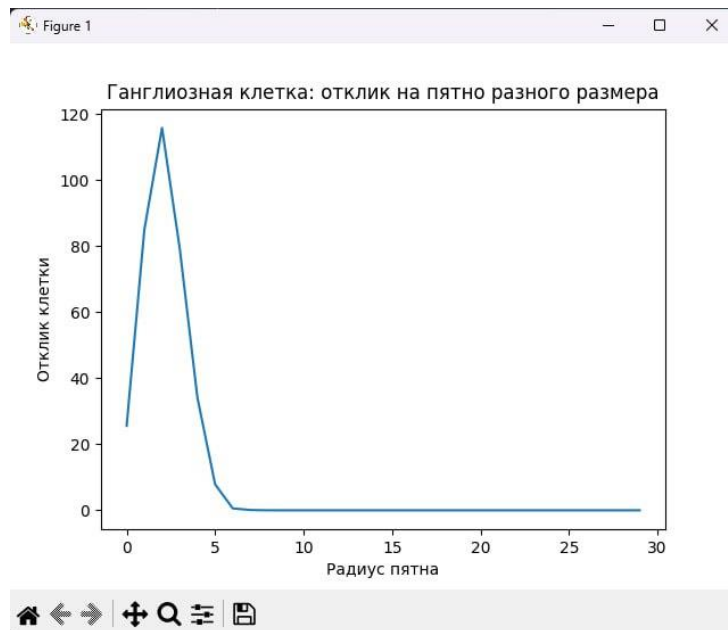 Figure 1
Ганглиозная клетка: отклик на пятно разного размера
120
100
80
60
40
20
0
Отклик клетки
0 5 10 15 20 25 30
Радиус пятна